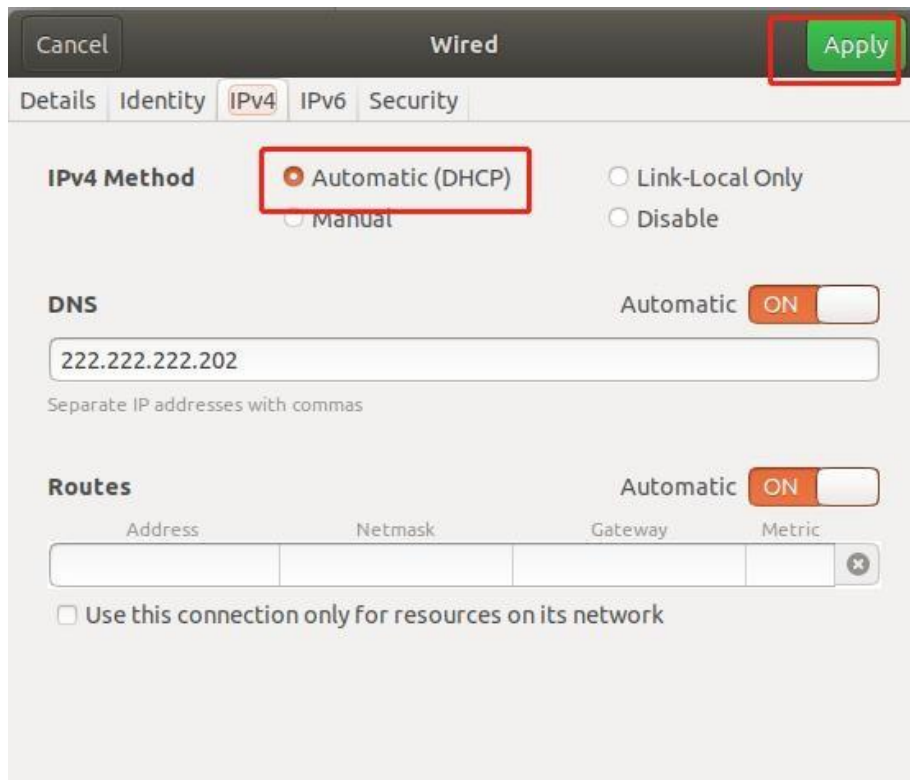 Cancel Wired Apply
Details Identity IPv4 IPv6 Security
IPv4 Method Automatic (DHCP) Link-Local Only
Manual Disable
DNS Automatic ON
222.222.222.202
Separate IP addresses with commas
Routes Automatic ON
Address Netmask Gateway Metric
Use this connection only for resources on its network